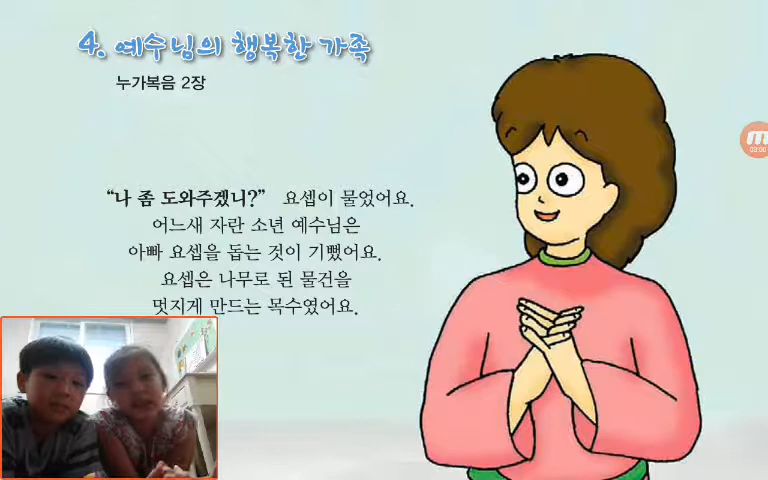 4. 예수님의 행복한 가족
누가복음 2장
“나 좀 도와주겠니?” 요셉이 물었어요.
어느새 자란 소년 예수님은
아빠 요셉을 돕는 것이 기뻤어요.
요셉은 나무로 된 물건을
멋지게 만드는 목수였어요.